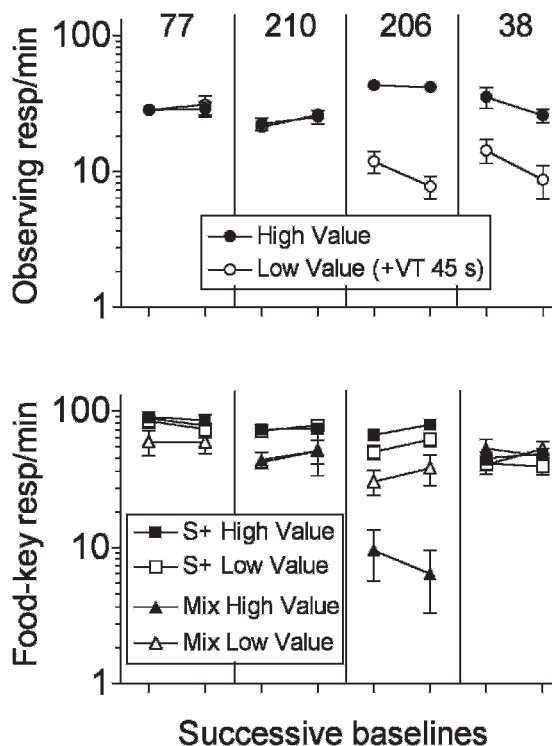 77 210 206 38
Observing resp/min
100
10
1
High Value
Low Value (+VT 45 s)
Food-key resp/min
100
10
1
S+ High Value
S+ Low Value
Mix High Value
Mix Low Value
Successive baselines